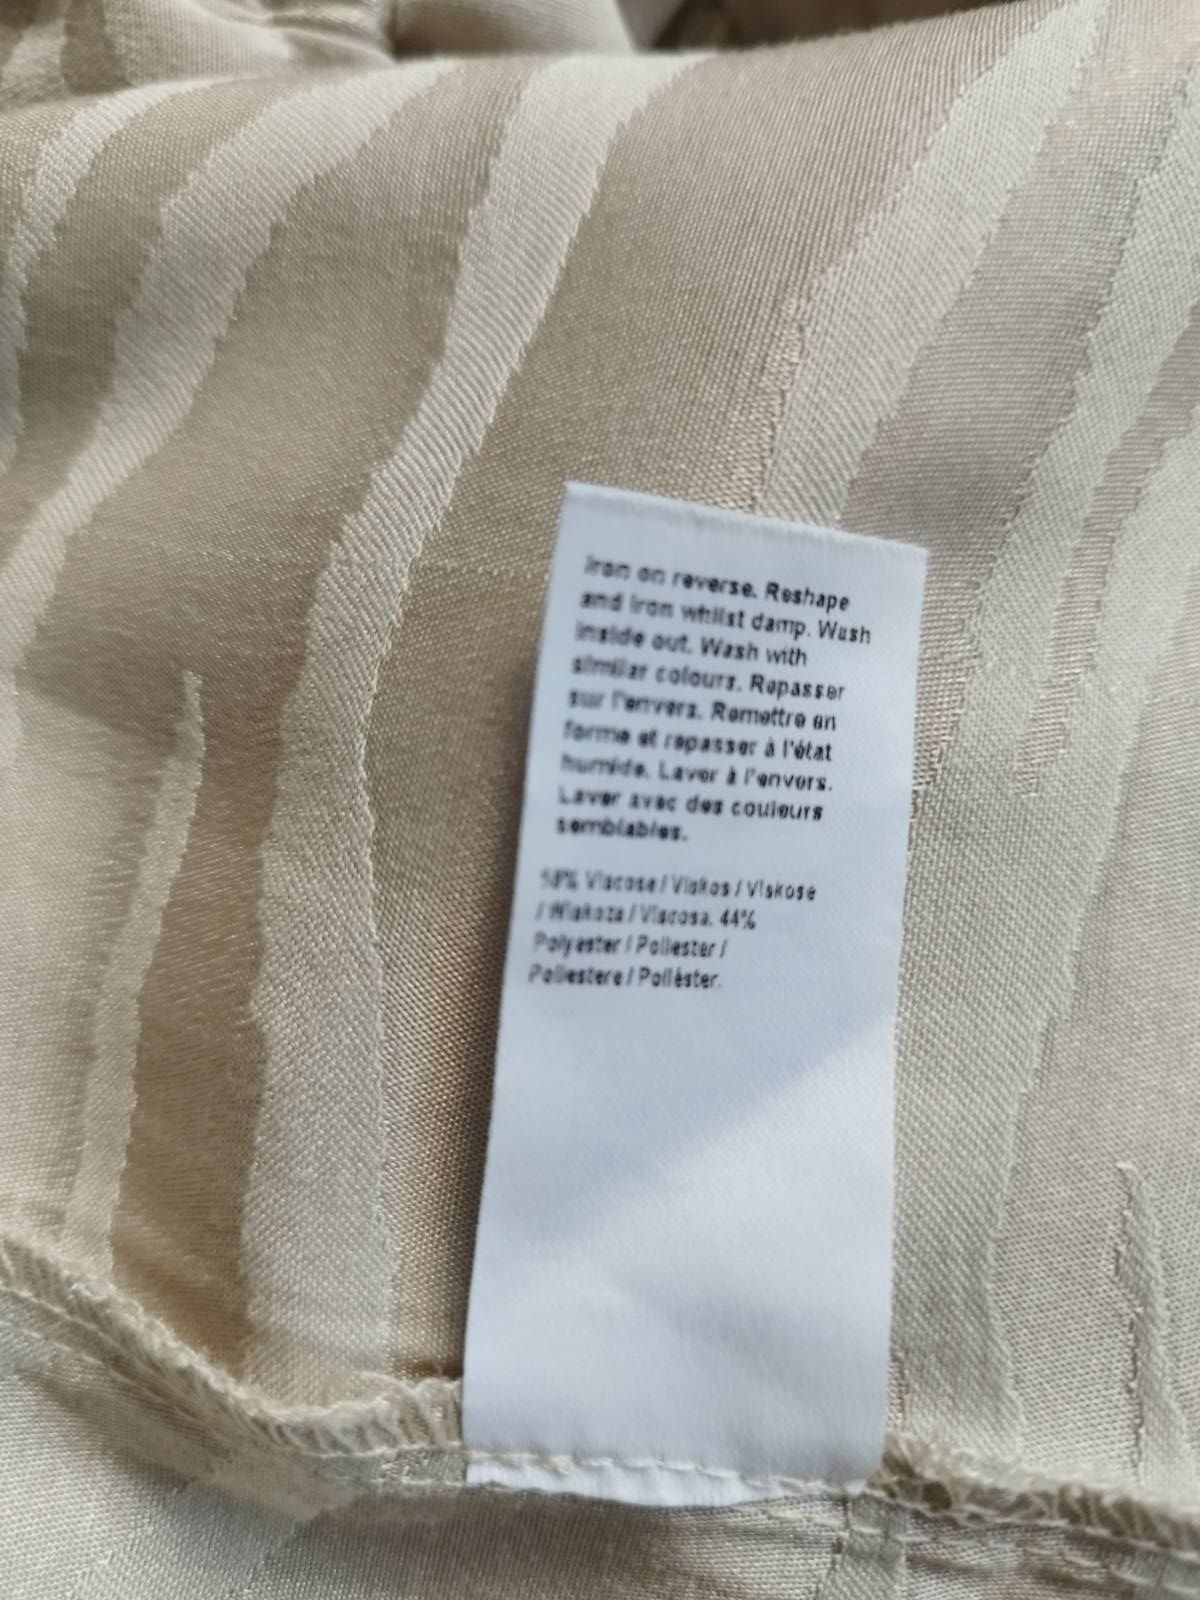 Iron on reverse. Reshape
and iron whilst damp. Wash
inside out. Wash with
similar colours. Repasser
sur l'envers. Remettre en
forme et repasser à l'état
humide. Laver à l'envers.
Laver avec des couleurs
semblables.
Viscose / Viskos / Viskose
/ Wiskoza / Viscosa. 44%
Polyester / Poliester /
Poliestere / Polièster.